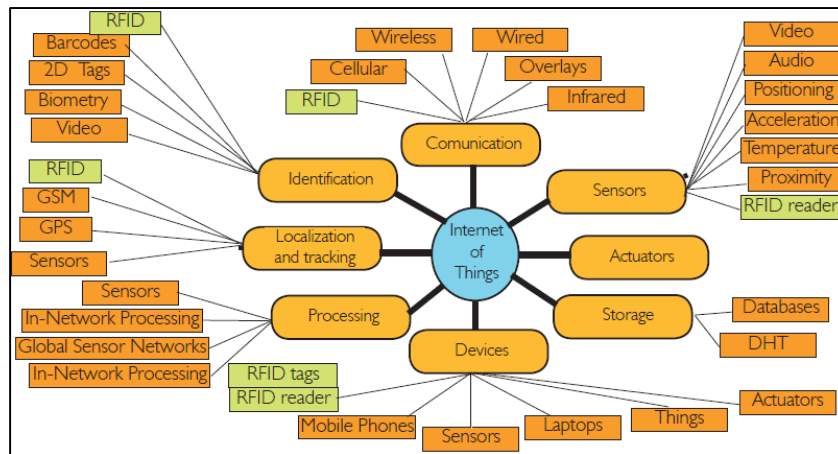 RFID
Barcodes
2D Tags
Biometry
Video
Identification
Wireless
Wired
Cellular
Overlays
RFID
Infrared
Comunication
Video
Audio
Positioning
Acceleration
Temperature
Proximity
RFID reader
Sensors
RFID
GSM
GPS
Sensors
Localization
and tracking
Internet
of
Things
Actuators
Sensors
In-Network Processing
Global Sensor Networks
In-Network Processing
Processing
Storage
Databases
DHT
Devices
RFID tags
RFID reader
Mobile Phones
Sensors
Laptops
Things
Actuators